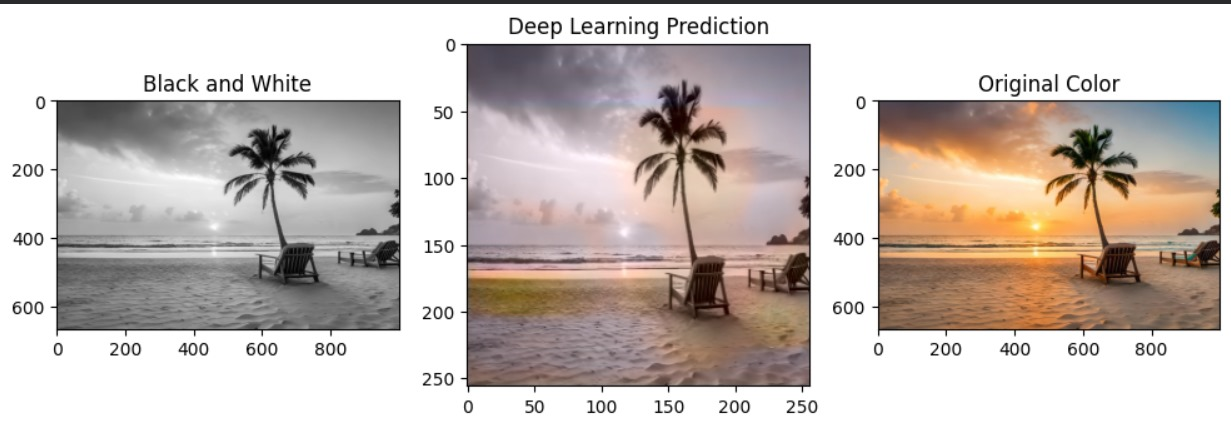 Deep Learning Prediction
Black and White
Original Color
0
200
400
600
0 200 400 600 800
0
50
100
150
200
250
0 50 100 150 200 250
0
200
400
600
0 200 400 600 800